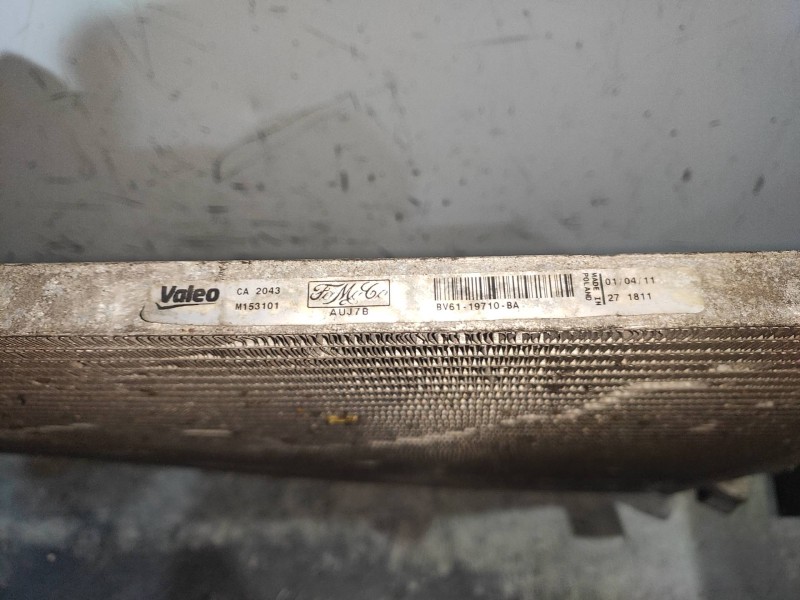 Valeo
CA 2043
M153101
FoMoCo
AUJ7B
BV61-19710-BA
MADE IN
POLAND
01/04/11
27 1811